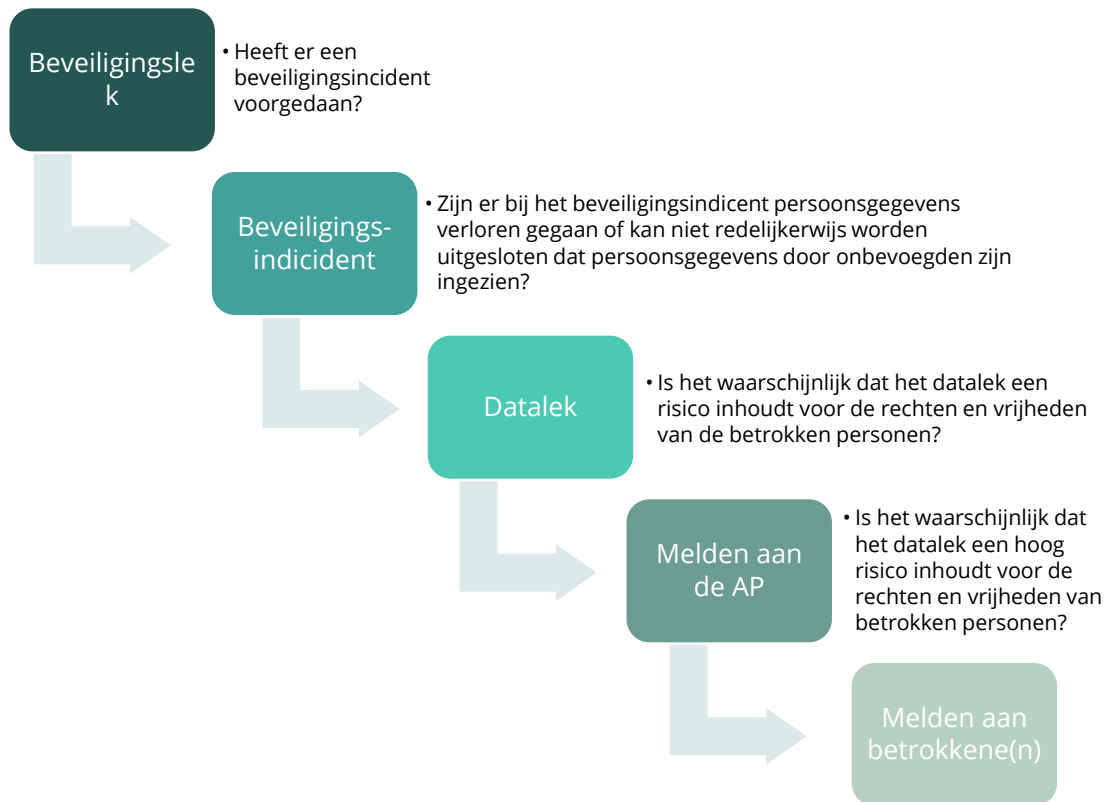 Beveiligingsle
k
• Heeft er een
beveiligingsincident
voorgedaan?
Beveiligings-
indicident
• Zijn er bij het beveiligingsindicent persoonsgegevens
verloren gegaan of kan niet redelijkerwijs worden
uitgesloten dat persoonsgegevens door onbevoegden zijn
ingezien?
Datalek
• Is het waarschijnlijk dat het datalek een
risico inhoudt voor de rechten en vrijheden
van de betrokken personen?
Melden aan
de AP
• Is het waarschijnlijk dat
het datalek een hoog
risico inhoudt voor de
rechten en vrijheden van
betrokken personen?
Melden aan
betrokkene(n)